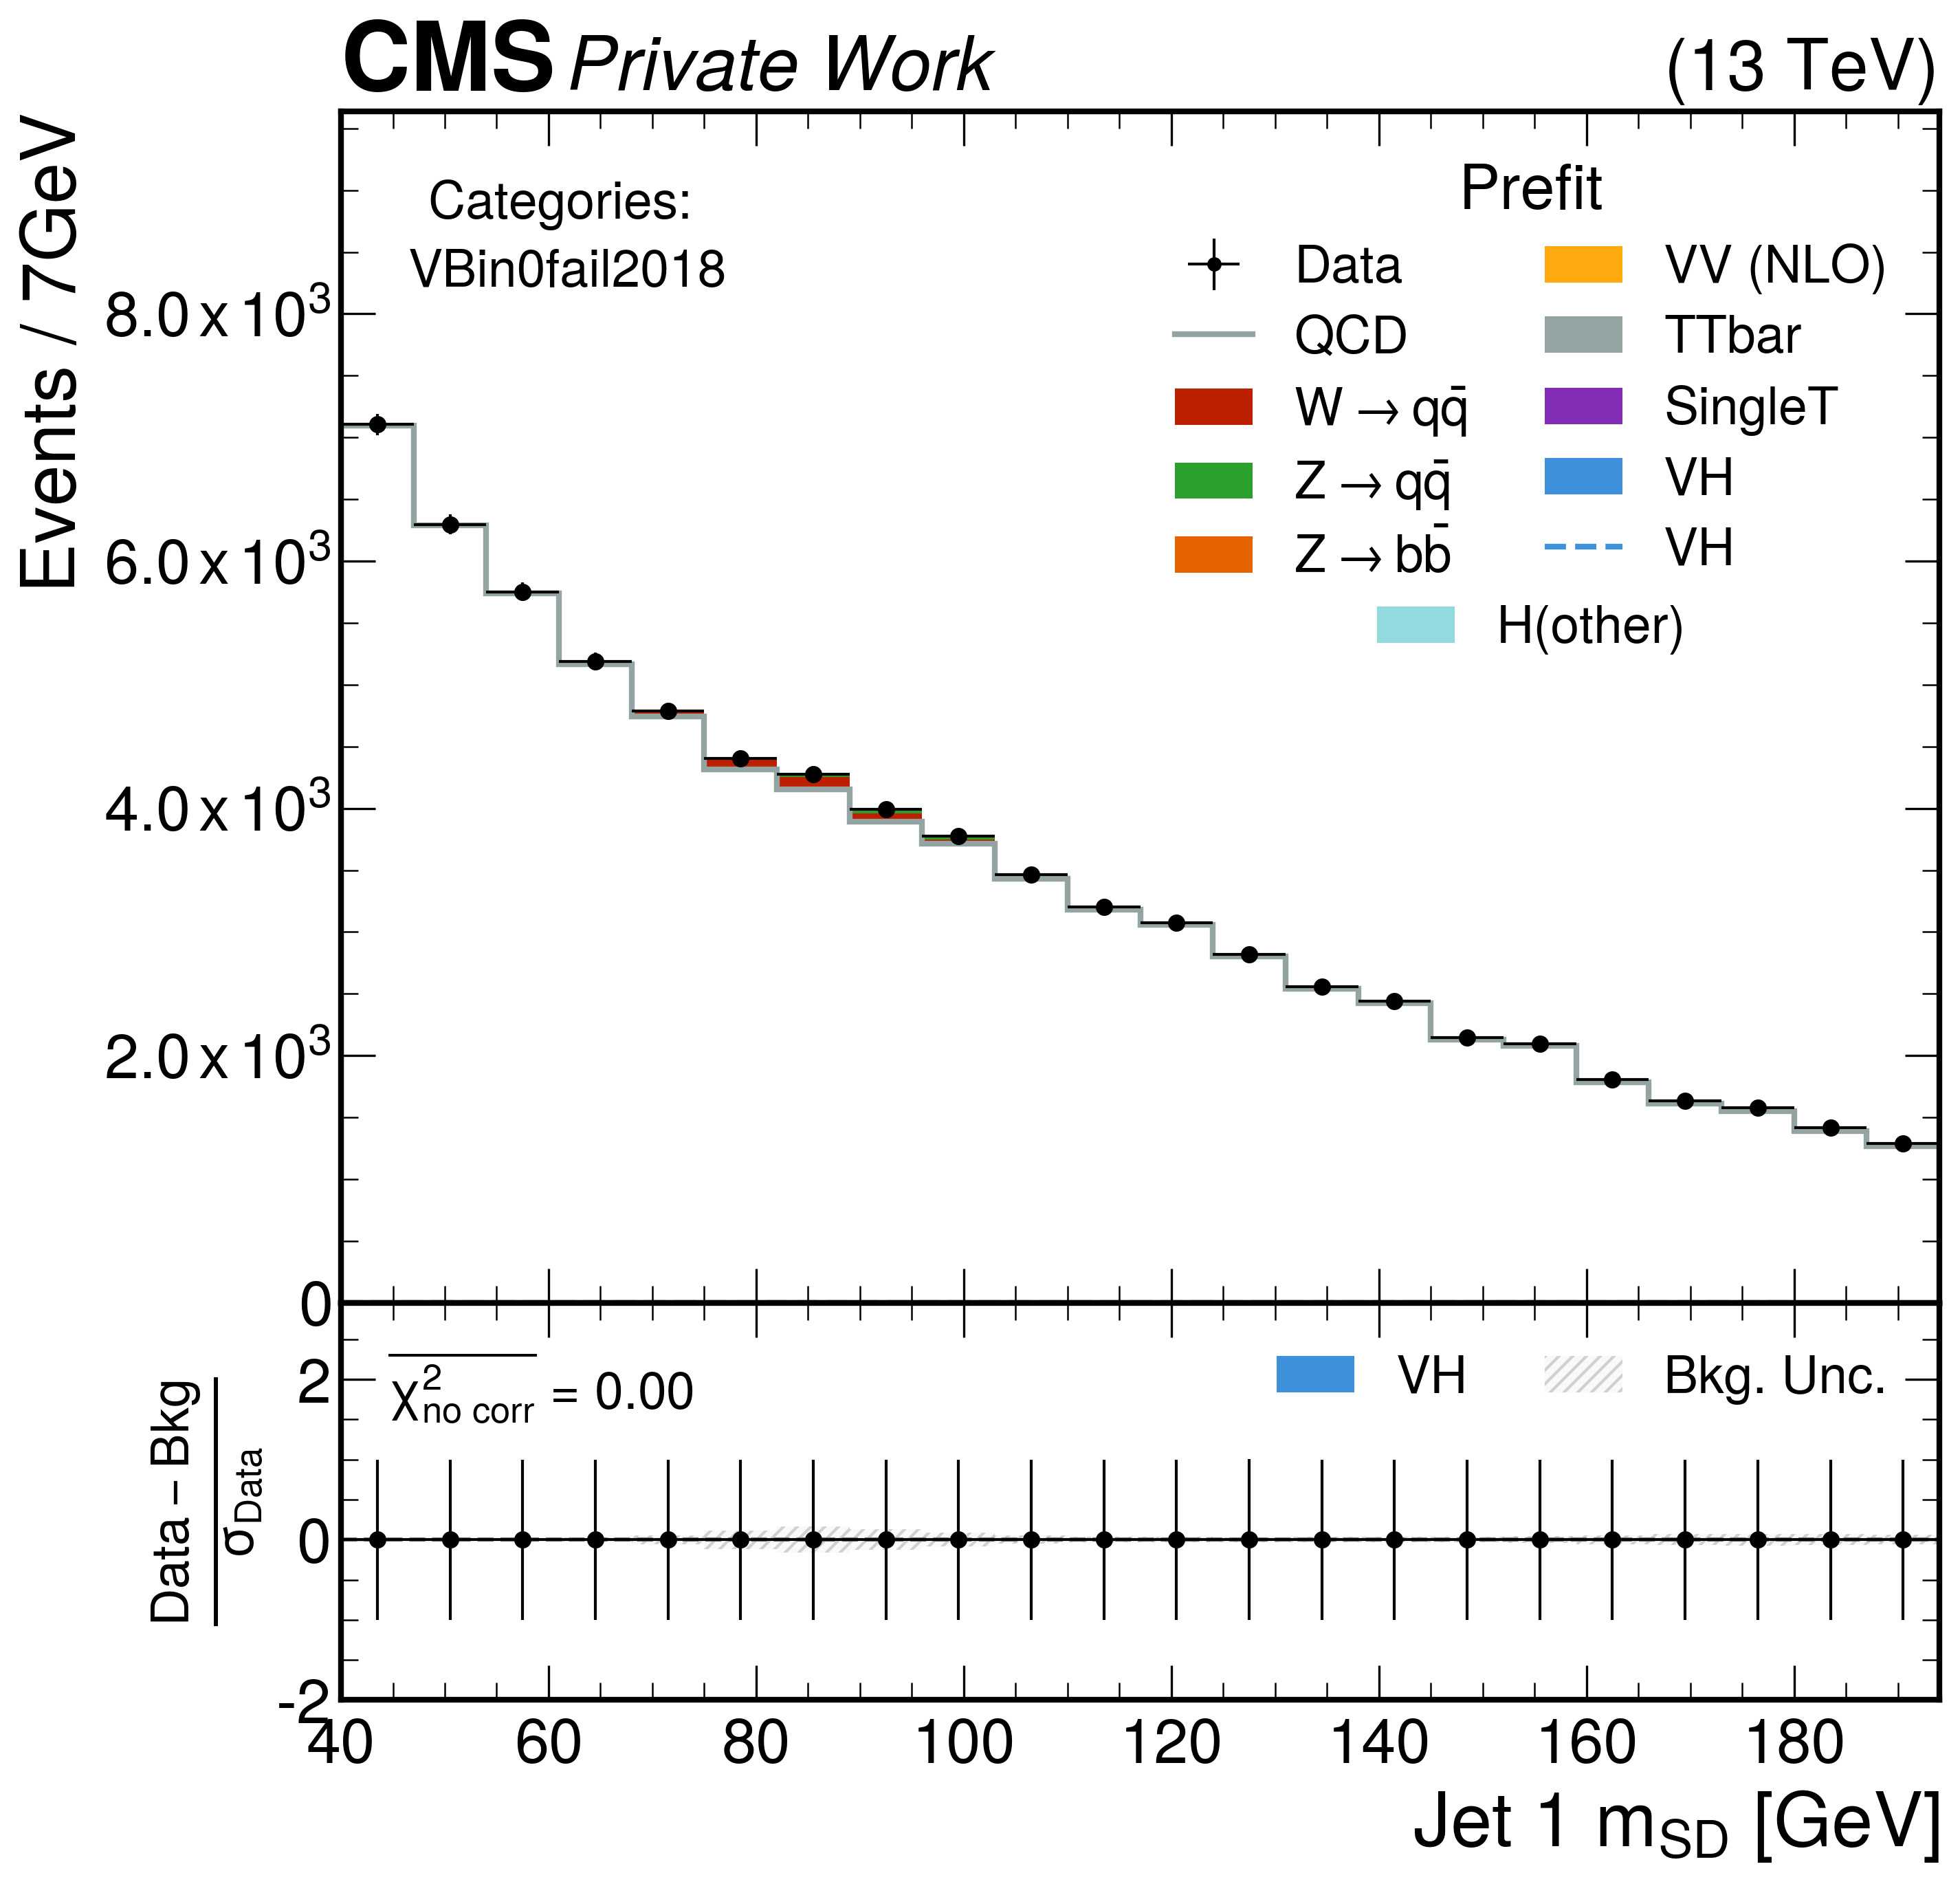 CMS Private Work (13 TeV)
Events / 7GeV
Categories:
VBin0fail2018
Prefit
Data
QCD
W → qq̄
Z → qq̄
Z → bb̄
VV (NLO)
TTbar
SingleT
VH
VH
H(other)
8.0 x 10³
6.0 x 10³
4.0 x 10³
2.0 x 10³
0
Data – Bkg
σ_Data
χ²_no corr = 0.00
VH
Bkg. Unc.
2
0
-2
40 60 80 100 120 140 160 180
Jet 1 m_SD [GeV]